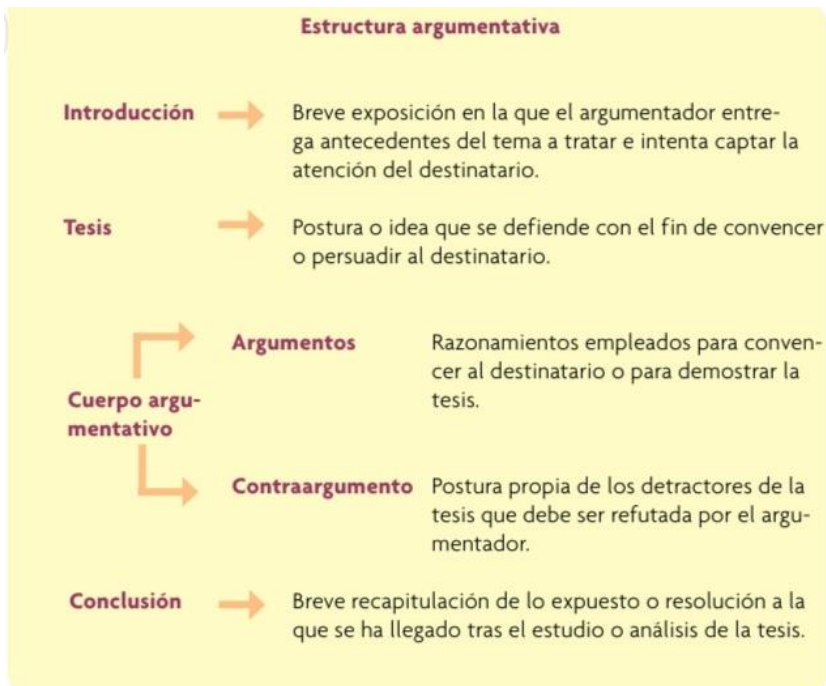 Estructura argumentativa
Introducción
Breve exposición en la que el argumentador entre-
ga antecedentes del tema a tratar e intenta captar la
atención del destinatario.
Tesis
Postura o idea que se defiende con el fin de convencer
o persuadir al destinatario.
Cuerpo argu-
mentativo
Argumentos
Razonamientos empleados para conven-
cer al destinatario o para demostrar la
tesis.
Contraargumento
Postura propia de los detractores de la
tesis que debe ser refutada por el argu-
mentador.
Conclusión
Breve recapitulación de lo expuesto o resolución a la
que se ha llegado tras el estudio o análisis de la tesis.